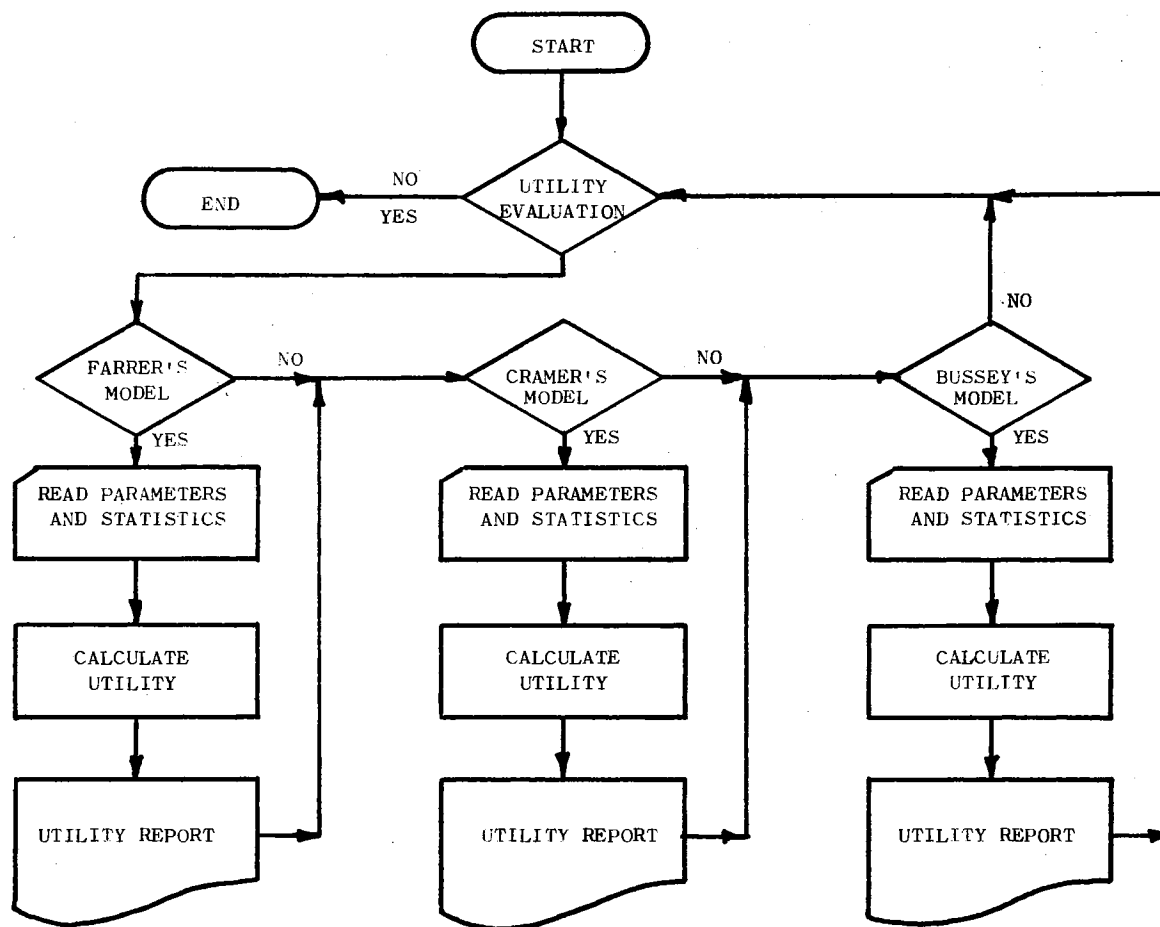 START
NO
UTILITY
EVALUATION
YES
END
NO
FARRER'S
MODEL
NO
CRAMER'S
MODEL
NO
BUSSEY'S
MODEL
YES
YES
YES
READ PARAMETERS
AND STATISTICS
READ PARAMETERS
AND STATISTICS
READ PARAMETERS
AND STATISTICS
CALCULATE
UTILITY
CALCULATE
UTILITY
CALCULATE
UTILITY
UTILITY REPORT
UTILITY REPORT
UTILITY REPORT